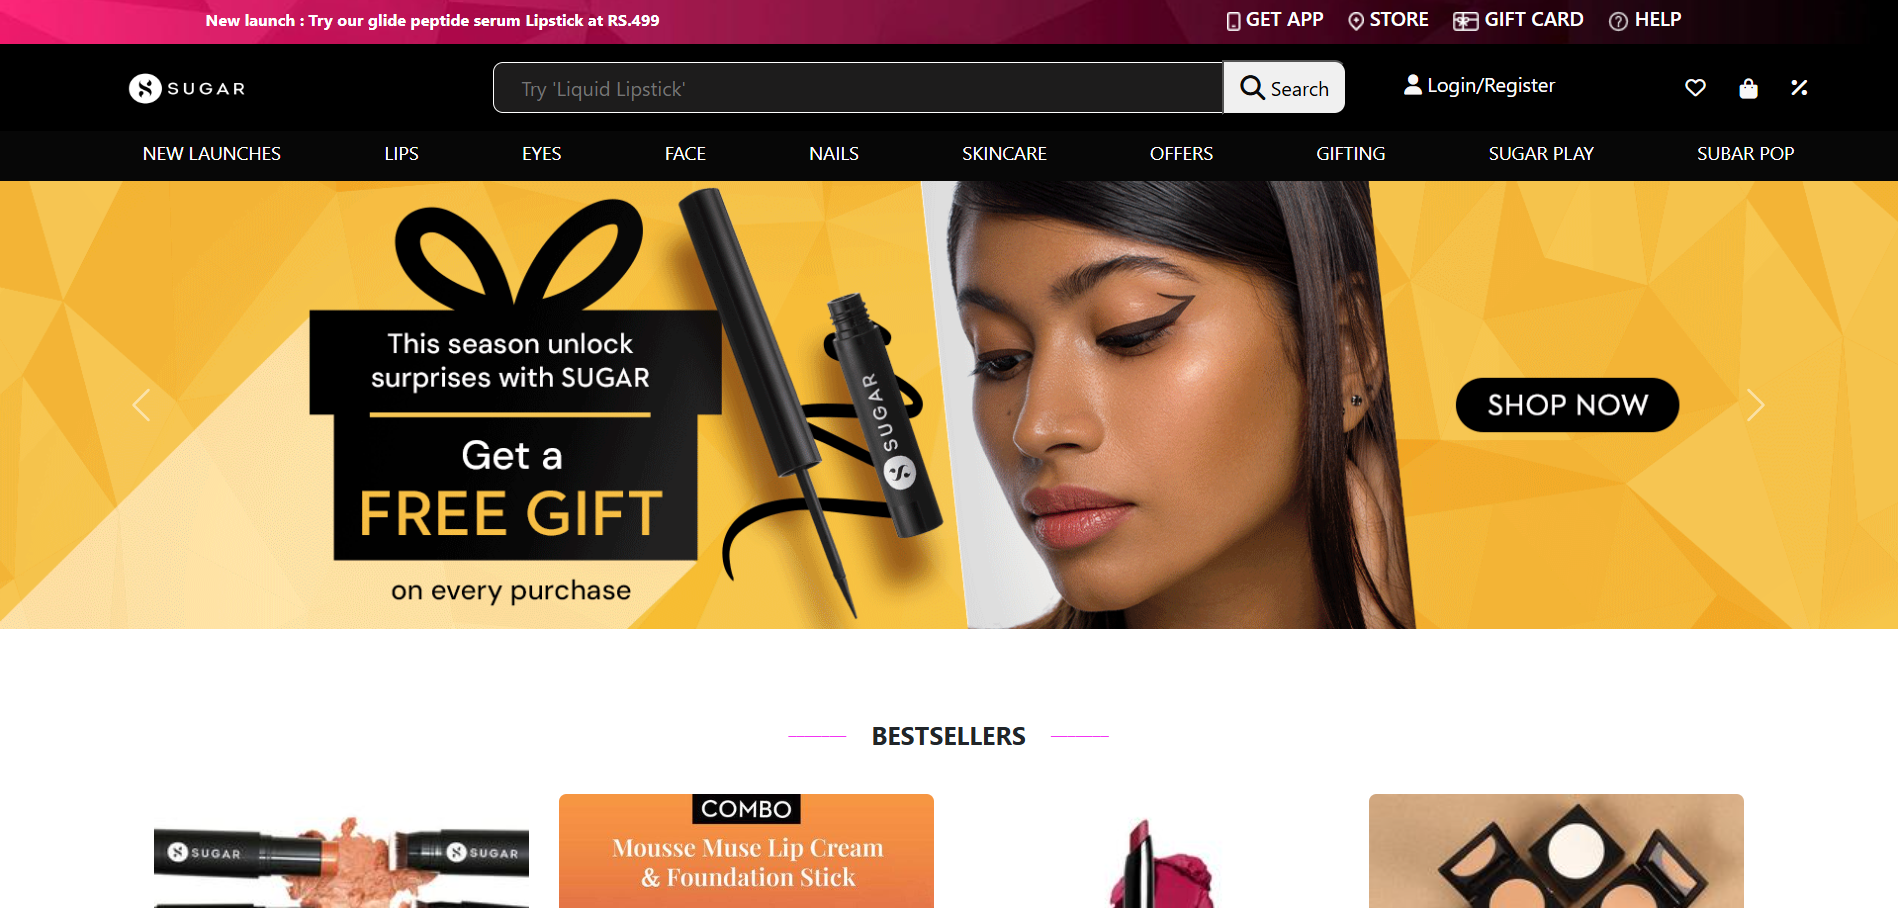 New launch : Try our glide peptide serum Lipstick at RS.499
GET APP STORE GIFT CARD HELP
SUGAR
Try 'Liquid Lipstick'
Search
Login/Register
NEW LAUNCHES LIPS EYES FACE NAILS SKINCARE OFFERS GIFTING SUGAR PLAY SUBAR POP
This season unlock
surprises with SUGAR
Get a
FREE GIFT
on every purchase
SUGAR
SHOP NOW
BESTSELLERS
SUGAR
SUGAR
COMBO
Mousse Muse Lip Cream
& Foundation Stick